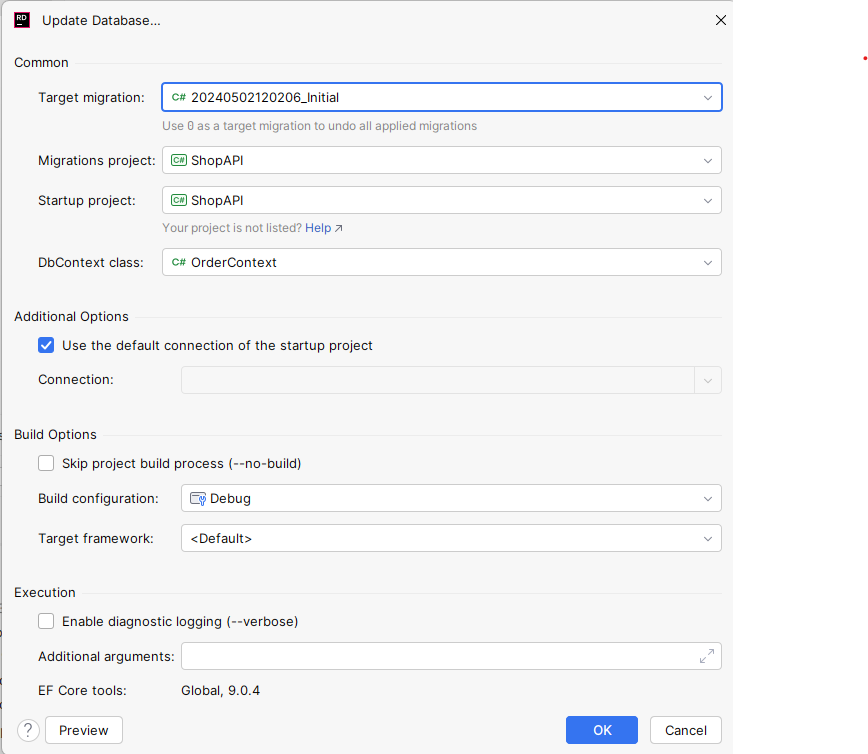 RD Update Database...
Common
Target migration: C# 20240502120206_Initial
Use 0 as a target migration to undo all applied migrations
Migrations project: C# ShopAPI
Startup project: C# ShopAPI
Your project is not listed? Help ↗
DbContext class: C# OrderContext
Additional Options
Use the default connection of the startup project
Connection:
Build Options
Skip project build process (--no-build)
Build configuration: Debug
Target framework: <Default>
Execution
Enable diagnostic logging (--verbose)
Additional arguments:
EF Core tools: Global, 9.0.4
? Preview OK Cancel